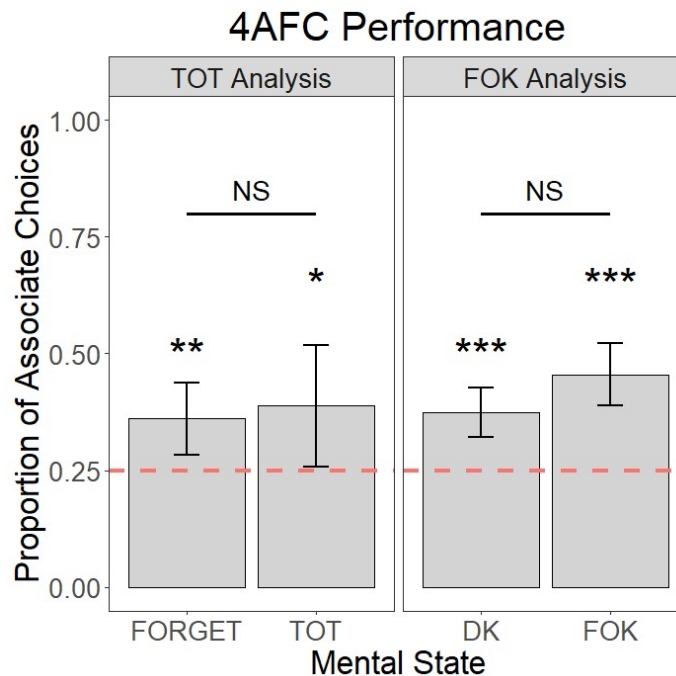 4AFC Performance
TOT Analysis
FOK Analysis
Proportion of Associate Choices
1.00
0.75
0.50
0.25
0.00
NS
*
**
NS
***
***
FORGET
TOT
DK
FOK
Mental State